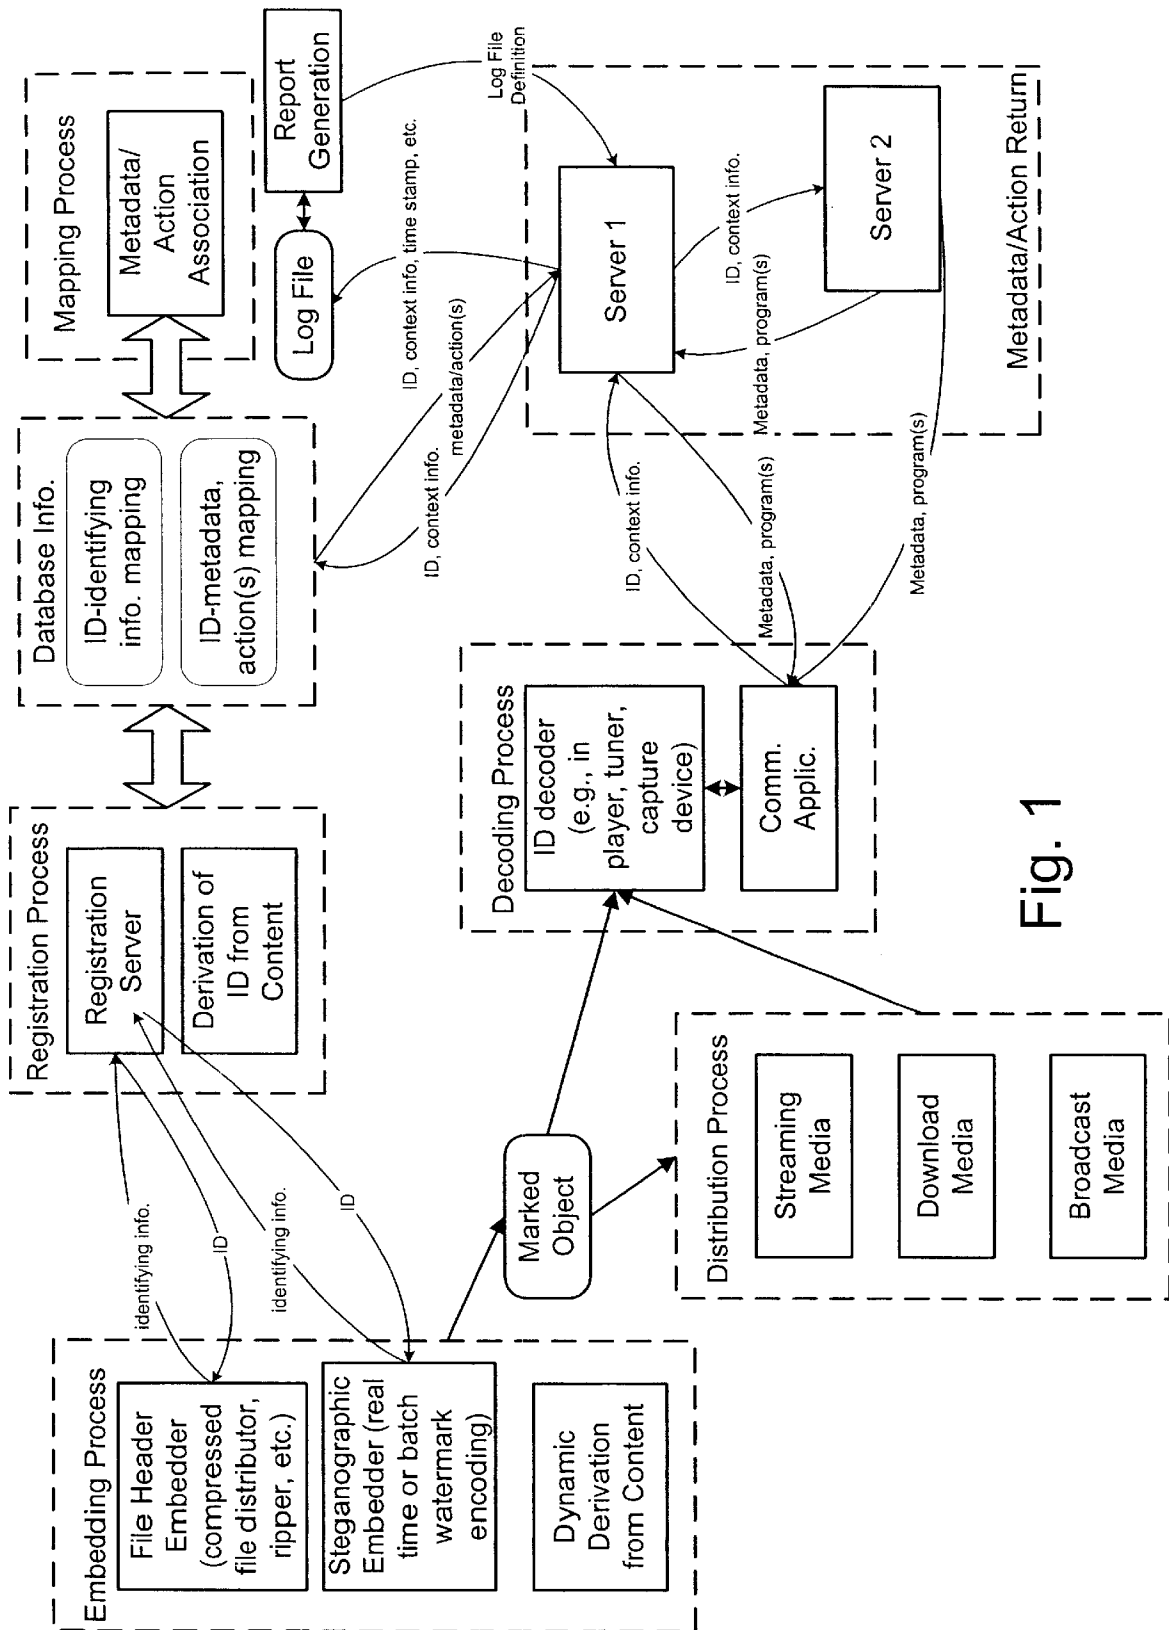 Embedding Process
File Header
Embedder
(compressed
file distributor,
ripper, etc.)
Steganographic
Embedder (real
time or batch
watermark
encoding)
Dynamic
Derivation
from Content
identifying info.
ID
identifying info.
ID
Registration Process
Registration
Server
Derivation of
ID from
Content
Database Info.
ID-identifying
info. mapping
ID-metadata,
action(s) mapping
Mapping Process
Metadata/
Action
Association
Log File
Report
Generation
Log File
Definition
ID, context info, time stamp, etc.
metadata/action(s)
ID, context info.
Marked
Object
Distribution Process
Streaming
Media
Download
Media
Broadcast
Media
Decoding Process
ID decoder
(e.g., in
player, tuner,
capture
device)
Comm.
Applic.
ID, context info.
Metadata, program(s)
Metadata, program(s)
Server 1
ID, context info.
Metadata, program(s)
Server 2
Metadata/Action Return
Fig. 1